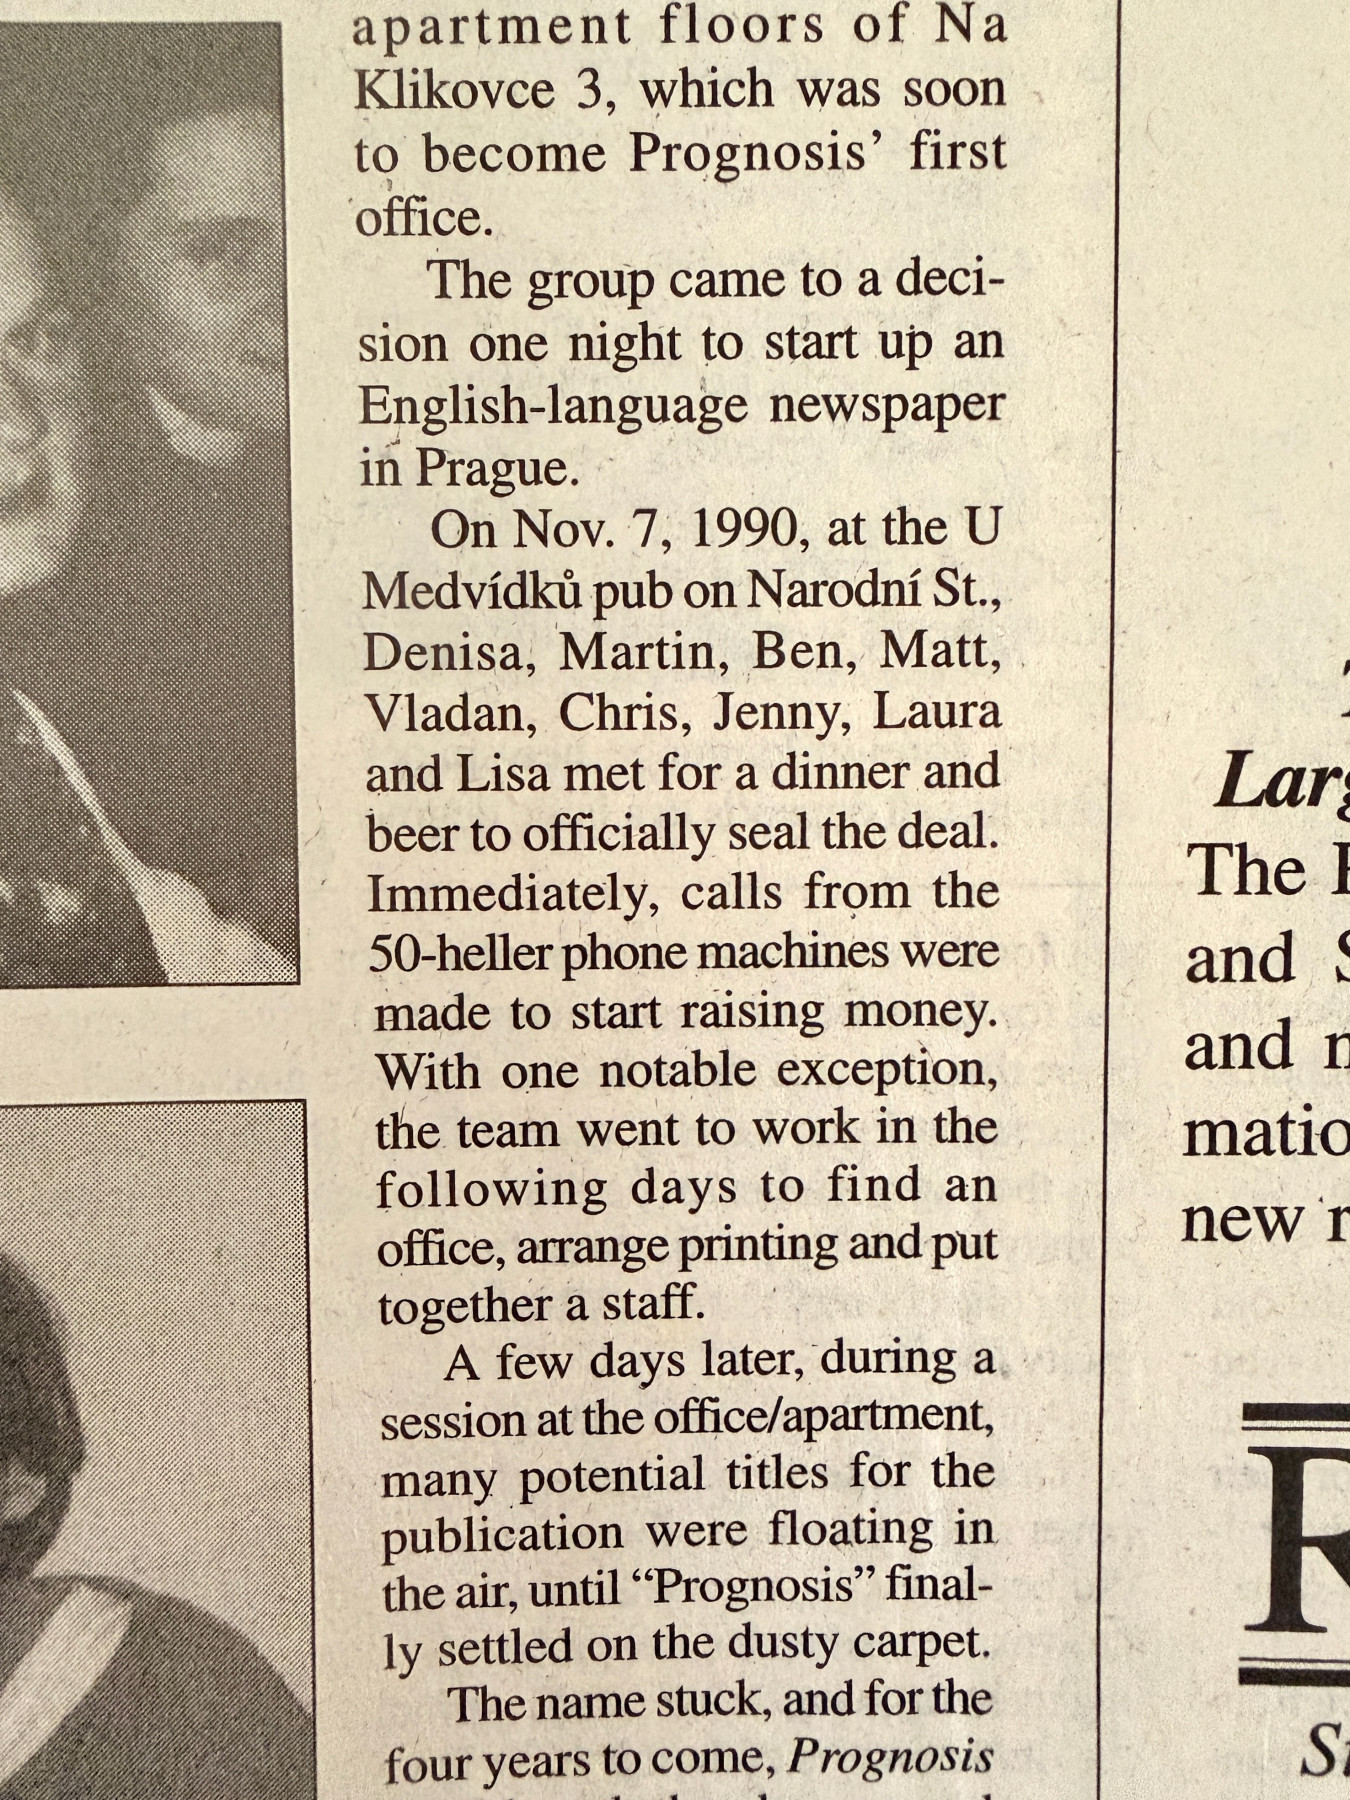 apartment floors of Na
Klikovce 3, which was soon
to become Prognosis’ first
office.
The group came to a deci-
sion one night to start up an
English-language newspaper
in Prague.
On Nov. 7, 1990, at the U
Medvídků pub on Narodní St.,
Denisa, Martin, Ben, Matt,
Vladan, Chris, Jenny, Laura
and Lisa met for a dinner and
beer to officially seal the deal.
Immediately, calls from the
50-heller phone machines were
made to start raising money.
With one notable exception,
the team went to work in the
following days to find an
office, arrange printing and put
together a staff.
A few days later, during a
session at the office/apartment,
many potential titles for the
publication were floating in
the air, until “Prognosis” final-
ly settled on the dusty carpet.
The name stuck, and for the
four years to come, Prognosis
The
and
and
new